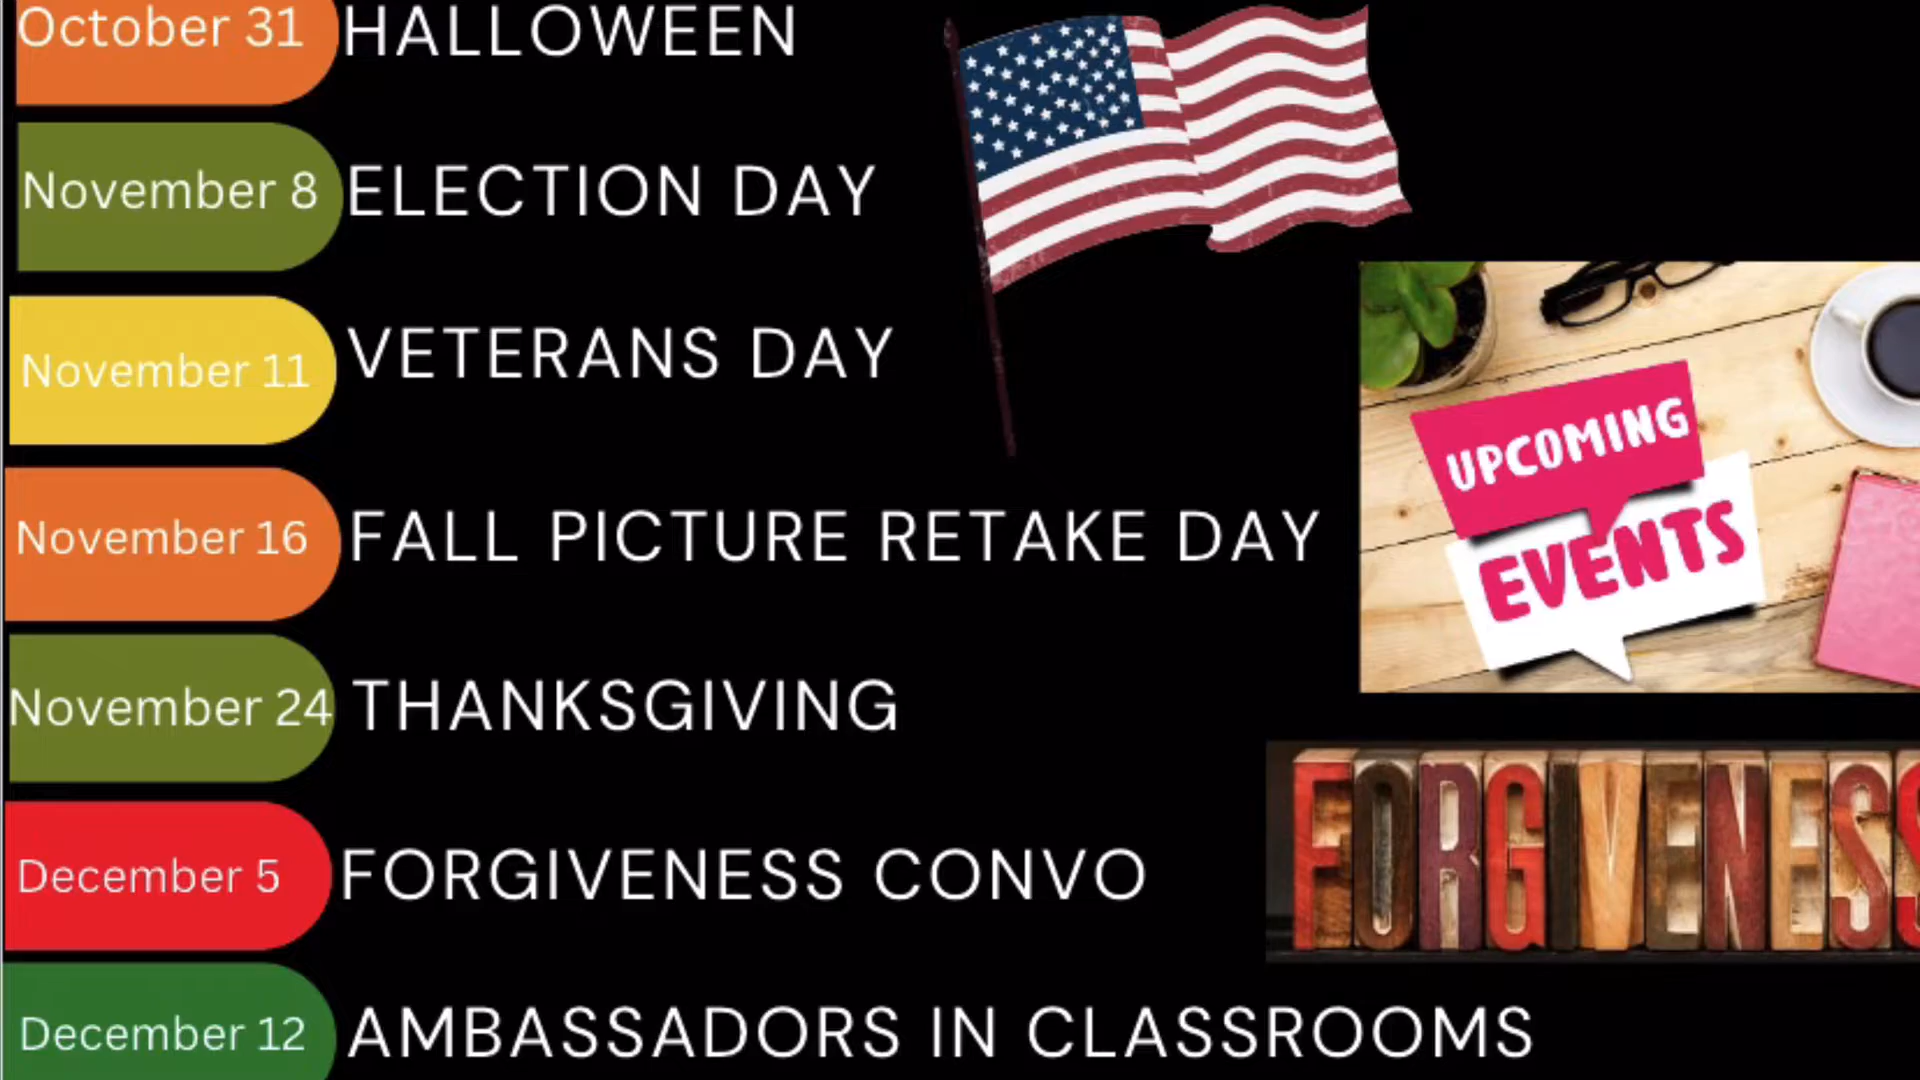 October 31 HALLOWEEN
November 8 ELECTION DAY
November 11 VETERANS DAY
November 16 FALL PICTURE RETAKE DAY
November 24 THANKSGIVING
December 5 FORGIVENESS CONVO
December 12 AMBASSADORS IN CLASSROOMS
UPCOMING
EVENTS
FORGIVENESS